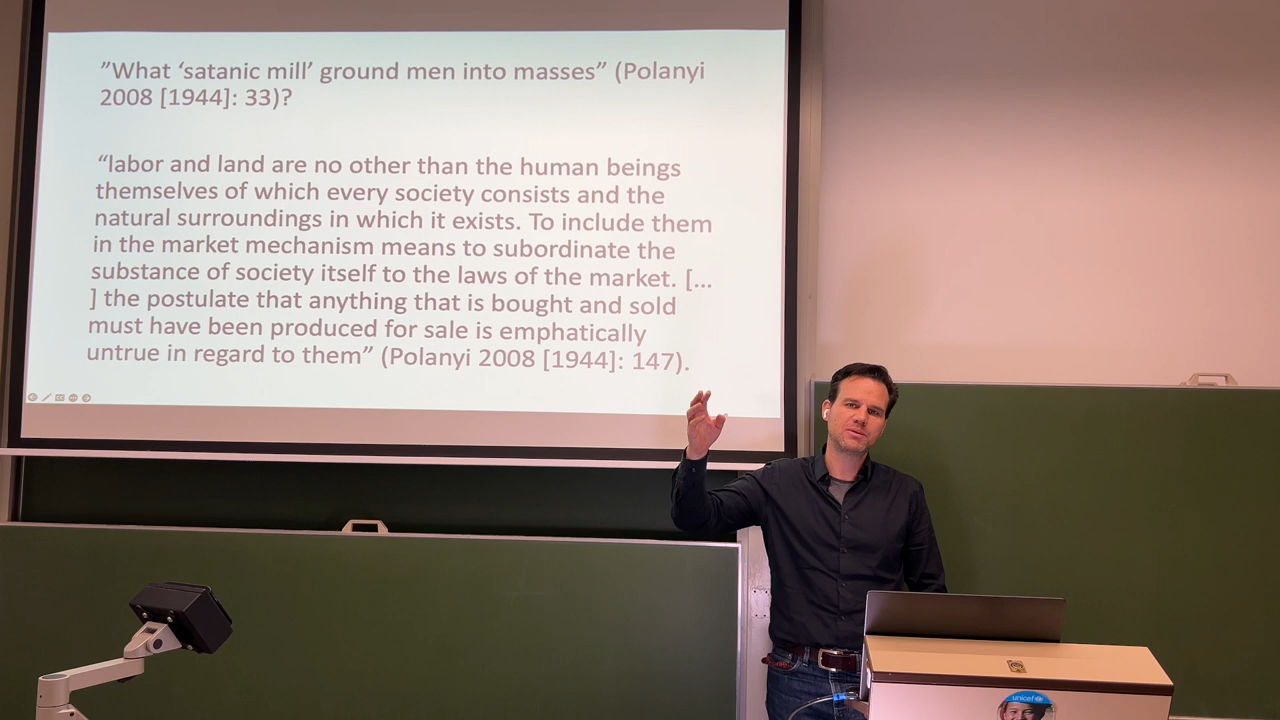 ”What ‘satanic mill’ ground men into masses” (Polanyi
2008 [1944]: 33)?
“labor and land are no other than the human beings
themselves of which every society consists and the
natural surroundings in which it exists. To include them
in the market mechanism means to subordinate the
substance of society itself to the laws of the market. [...
] the postulate that anything that is bought and sold
must have been produced for sale is emphatically
untrue in regard to them” (Polanyi 2008 [1944]: 147).
unicef